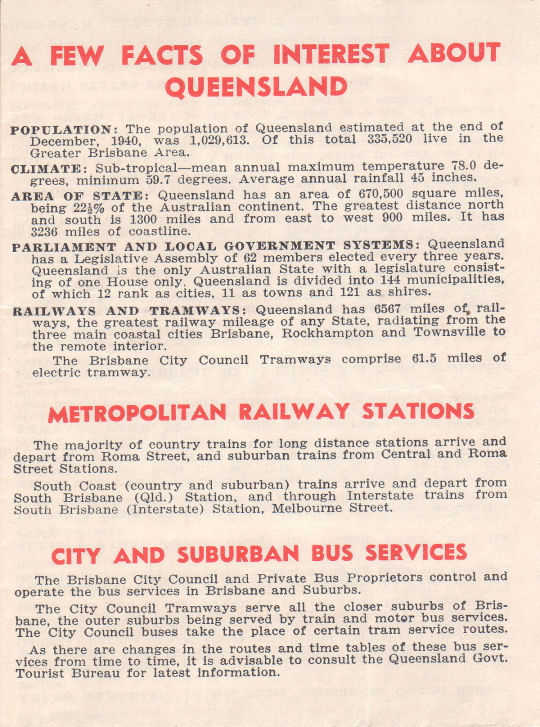 A FEW FACTS OF INTEREST ABOUT
QUEENSLAND
POPULATION: The population of Queensland estimated at the end of
December, 1940, was 1,029,613. Of this total 335,520 live in the
Greater Brisbane Area.
CLIMATE: Sub-tropical—mean annual maximum temperature 78.0 de-
grees, minimum 59.7 degrees. Average annual rainfall 45 inches.
AREA OF STATE: Queensland has an area of 670,500 square miles,
being 22½% of the Australian continent. The greatest distance north
and south is 1300 miles and from east to west 900 miles. It has
3236 miles of coastline.
PARLIAMENT AND LOCAL GOVERNMENT SYSTEMS: Queensland
has a Legislative Assembly of 62 members elected every three years.
Queensland is the only Australian State with a legislature consist-
ing of one House only. Queensland is divided into 144 municipalities,
of which 12 rank as cities, 11 as towns and 121 as shires.
RAILWAYS AND TRAMWAYS: Queensland has 6567 miles of rail-
ways, the greatest railway mileage of any State, radiating from the
three main coastal cities Brisbane, Rockhampton and Townsville to
the remote interior.
The Brisbane City Council Tramways comprise 61.5 miles of
electric tramway.
METROPOLITAN RAILWAY STATIONS
The majority of country trains for long distance stations arrive and
depart from Roma Street, and suburban trains from Central and Roma
Street Stations.
South Coast (country and suburban) trains arrive and depart from
South Brisbane (Qld.) Station, and through Interstate trains from
South Brisbane (Interstate) Station, Melbourne Street.
CITY AND SUBURBAN BUS SERVICES
The Brisbane City Council and Private Bus Proprietors control and
operate the bus services in Brisbane and Suburbs.
The City Council Tramways serve all the closer suburbs of Bris-
bane, the outer suburbs being served by train and motor bus services.
The City Council buses take the place of certain tram service routes.
As there are changes in the routes and time tables of these bus ser-
vices from time to time, it is advisable to consult the Queensland Govt.
Tourist Bureau for latest information.